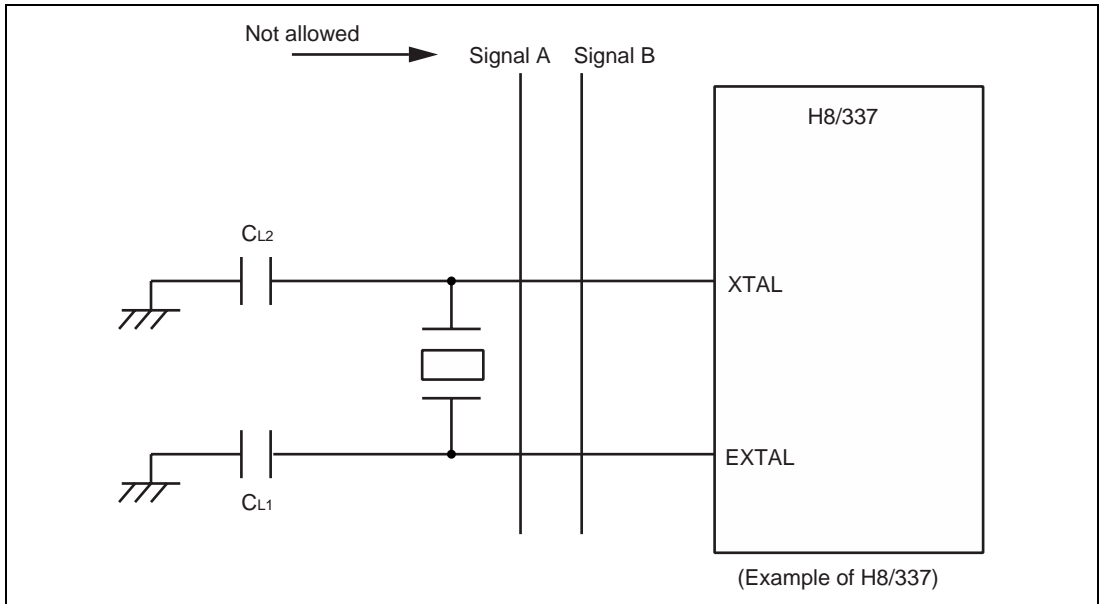 Not allowed
Signal A Signal B
H8/337
CL2
XTAL
EXTAL
CL1
(Example of H8/337)